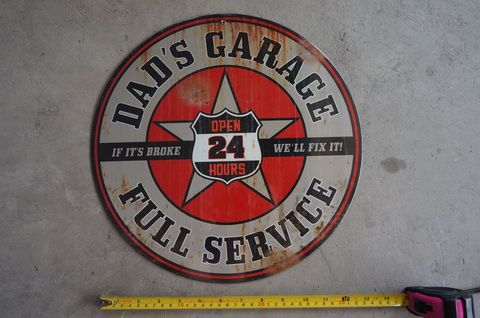 DAD'S GARAGE
OPEN
IF IT'S BROKE 24 WE'LL FIX IT!
HOURS
FULL SERVICE